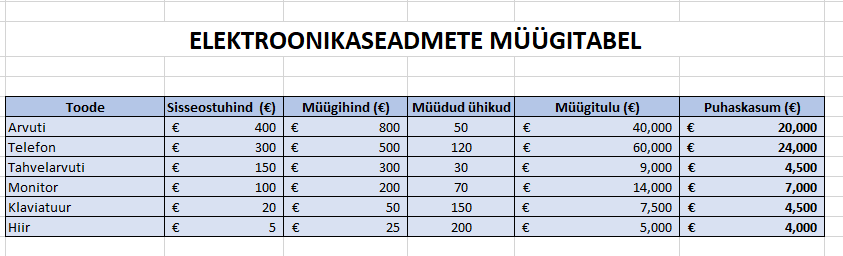 ELEKTROONIKASEADMETE MÜÜGITABEL
Toode Sisseostuhind (€) Müügihind (€) Müüdud ühikud Müügitulu (€) Puhaskasum (€)
Arvuti € 400 € 800 50 € 40,000 € 20,000
Telefon € 300 € 500 120 € 60,000 € 24,000
Tahvelarvuti € 150 € 300 30 € 9,000 € 4,500
Monitor € 100 € 200 70 € 14,000 € 7,000
Klaviatuur € 20 € 50 150 € 7,500 € 4,500
Hiir € 5 € 25 200 € 5,000 € 4,000